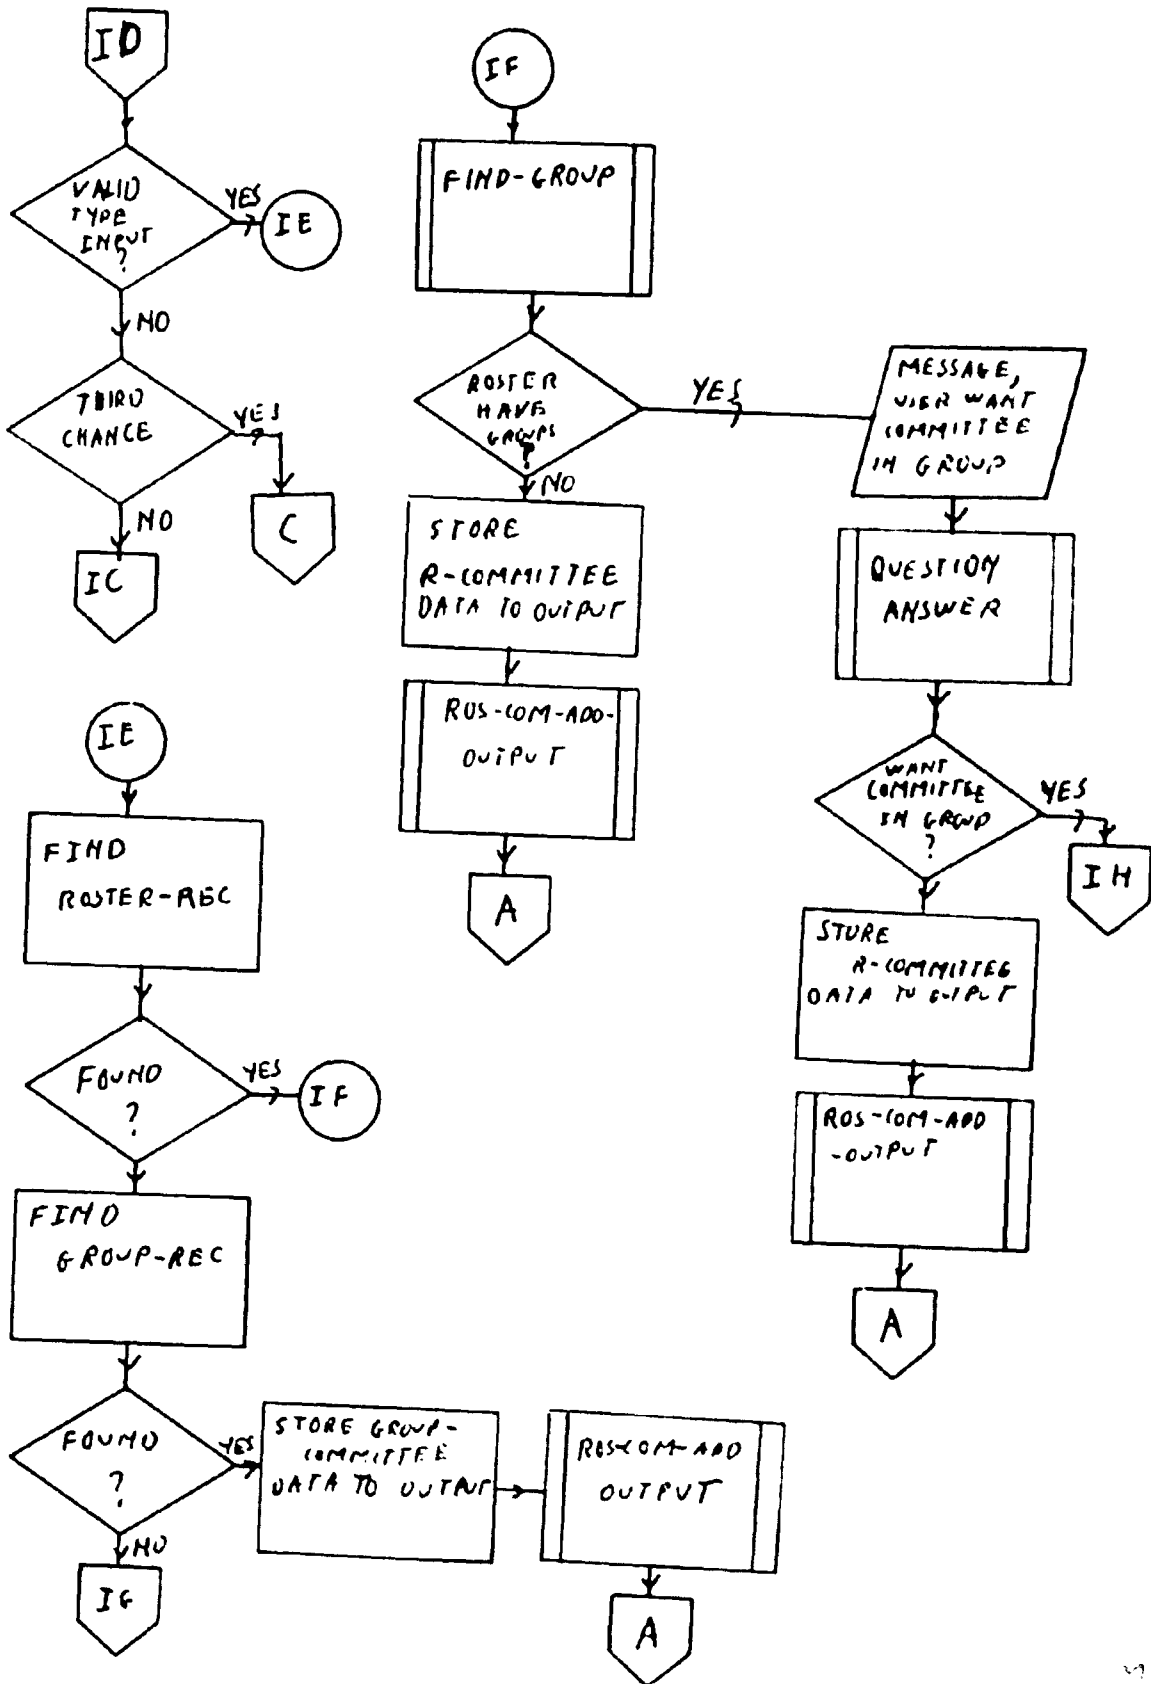 ID
VALID
TYPE
INPUT
?
YES
IE
NO
THIRD
CHANCE
YES
C
NO
IC
IE
FIND
ROSTER-REC
FOUND
?
YES
IF
FIND
GROUP-REC
FOUND
?
YES
STORE GROUP-
COMMITTEE
DATA TO OUTPUT
ROS-COM-ADD
OUTPUT
A
NO
IG
IF
FIND-GROUP
ROSTER
HAVE
GROUPS
?
YES
NO
STORE
R-COMMITTEE
DATA TO OUTPUT
ROS-COM-ADD-
OUTPUT
A
MESSAGE,
USER WANT
COMMITTEE
IN GROUP
QUESTION
ANSWER
WANT
COMMITTEE
IN GROUP
?
YES
IH
STORE
R-COMMITTEE
DATA TO OUTPUT
ROS-COM-ADD
-OUTPUT
A